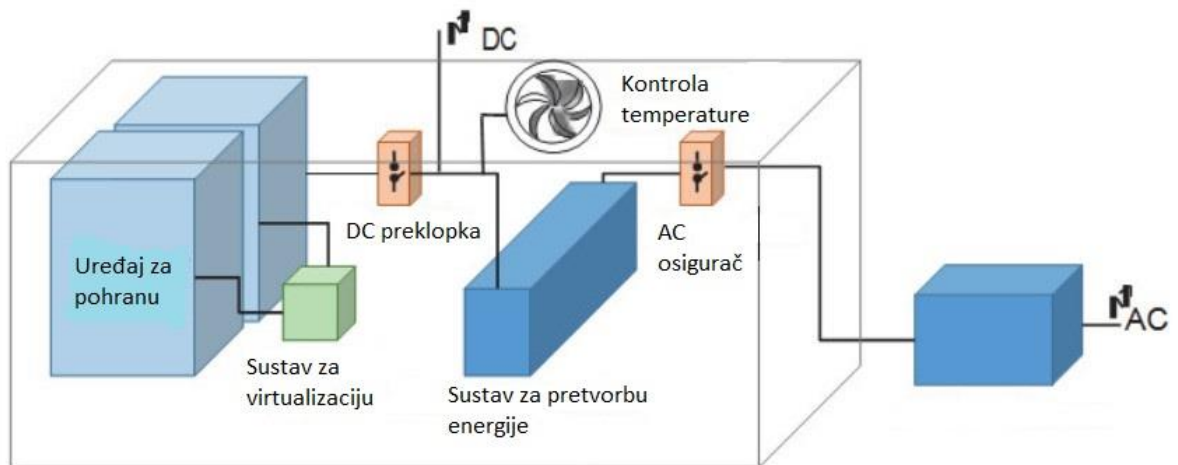 DC
Kontrola
temperature
DC preklopka
AC
osigurač
Uređaj za
pohranu
Sustav za
virtualizaciju
Sustav za pretvorbu
energije
AC